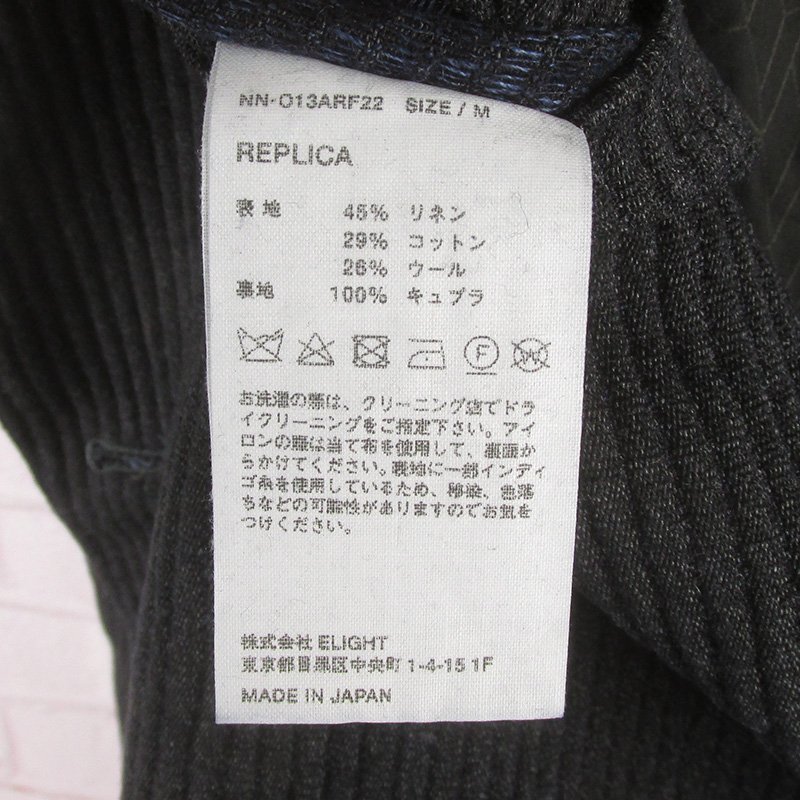 NN-O13ARF22 SIZE / M
REPLICA
表地 45% リネン
29% コットン
26% ウール
裏地 100% キュプラ
F W
お洗濯の際は、クリーニング店でドラ
イクリーニングをご指定下さい。アイ
ロンの際は当て布を使用して、裏面か
らかけてください。表地に一部インディ
ゴ糸を使用しているため、移染、色落
ちなどの可能性がありますのでお気を
つけください。
株式会社 ELIGHT
東京都目黒区中央町 1-4-15 1F
MADE IN JAPAN